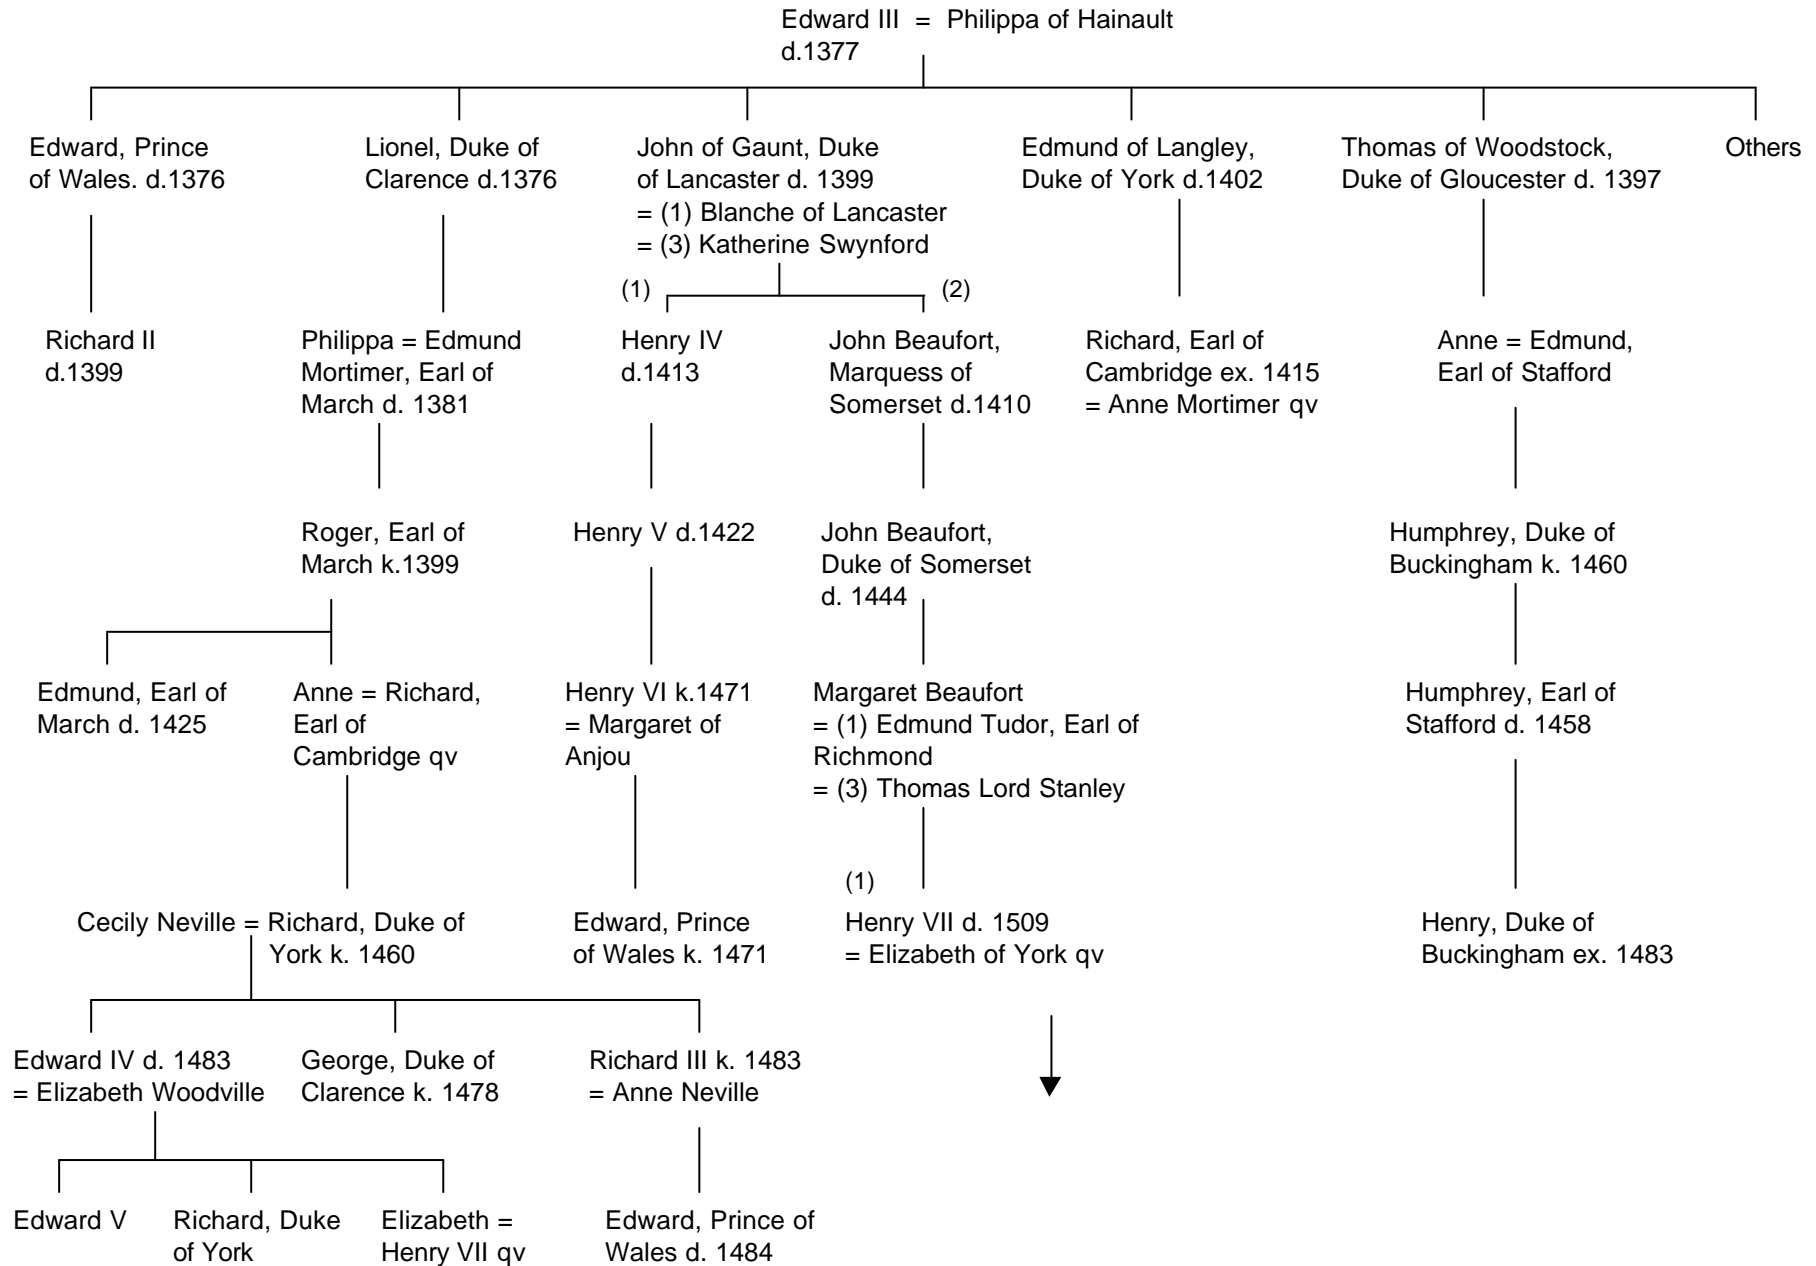 Edward III = Philippa of Hainault
d.1377
Edward, Prince
of Wales. d.1376
Lionel, Duke of
Clarence d.1376
John of Gaunt, Duke
of Lancaster d. 1399
= (1) Blanche of Lancaster
= (3) Katherine Swynford
Edmund of Langley,
Duke of York d.1402
Thomas of Woodstock,
Duke of Gloucester d. 1397
Others
(1)
(2)
Richard II
d.1399
Philippa = Edmund
Mortimer, Earl of
March d. 1381
Henry IV
d.1413
John Beaufort,
Marquess of
Somerset d.1410
Richard, Earl of
Cambridge ex. 1415
= Anne Mortimer qv
Anne = Edmund,
Earl of Stafford
Roger, Earl of
March k.1399
Henry V d.1422
John Beaufort,
Duke of Somerset
d. 1444
Humphrey, Duke of
Buckingham k. 1460
Edmund, Earl of
March d. 1425
Anne = Richard,
Earl of
Cambridge qv
Henry VI k.1471
= Margaret of
Anjou
Margaret Beaufort
= (1) Edmund Tudor, Earl of
Richmond
= (3) Thomas Lord Stanley
Humphrey, Earl of
Stafford d. 1458
(1)
Cecily Neville = Richard, Duke of
York k. 1460
Edward, Prince
of Wales k. 1471
Henry VII d. 1509
= Elizabeth of York qv
Henry, Duke of
Buckingham ex. 1483
Edward IV d. 1483
= Elizabeth Woodville
George, Duke of
Clarence k. 1478
Richard III k. 1483
= Anne Neville
Edward V
Richard, Duke
of York
Elizabeth =
Henry VII qv
Edward, Prince of
Wales d. 1484